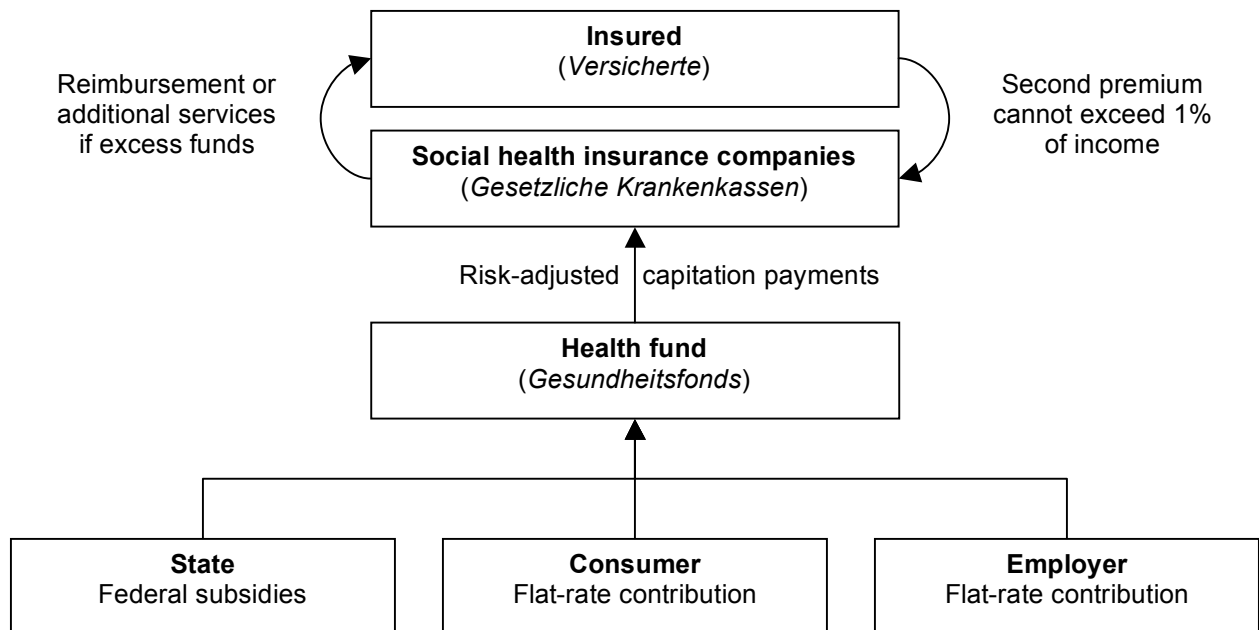 Insured
(Versicherte)
Reimbursement or
additional services
if excess funds
Second premium
cannot exceed 1%
of income
Social health insurance companies
(Gesetzliche Krankenkassen)
Risk-adjusted capitation payments
Health fund
(Gesundheitsfonds)
State
Federal subsidies
Consumer
Flat-rate contribution
Employer
Flat-rate contribution